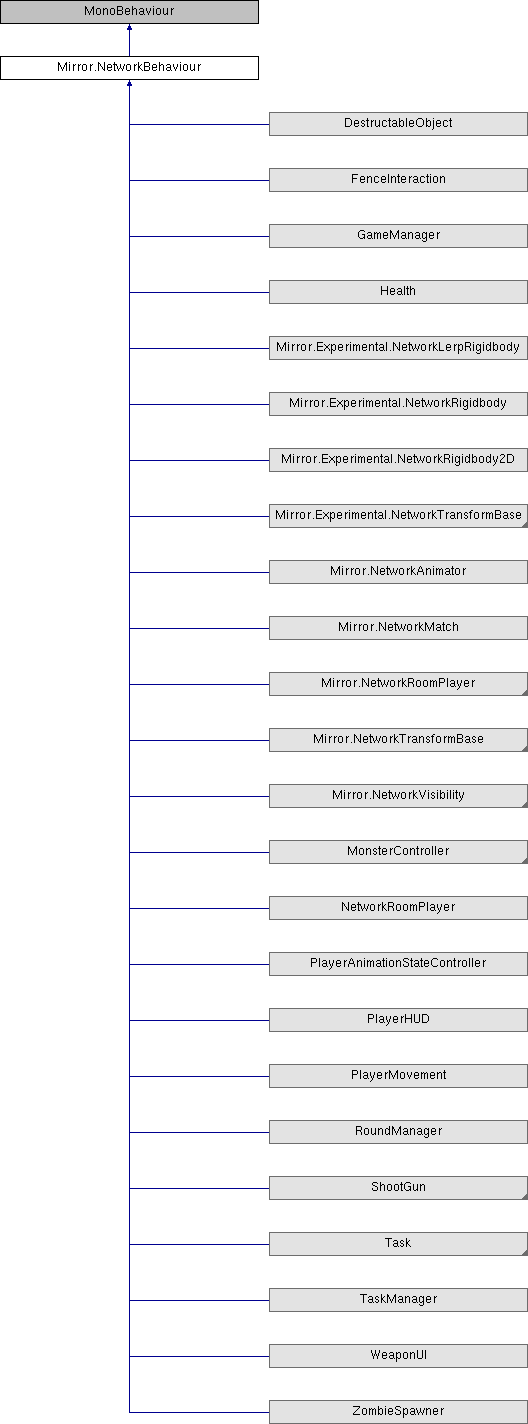 MonoBehaviour
Mirror.NetworkBehaviour
DestructableObject
FenceInteraction
GameManager
Health
Mirror.Experimental.NetworkLerpRigidbody
Mirror.Experimental.NetworkRigidbody
Mirror.Experimental.NetworkRigidbody2D
Mirror.Experimental.NetworkTransformBase
Mirror.NetworkAnimator
Mirror.NetworkMatch
Mirror.NetworkRoomPlayer
Mirror.NetworkTransformBase
Mirror.NetworkVisibility
MonsterController
NetworkRoomPlayer
PlayerAnimationStateController
PlayerHUD
PlayerMovement
RoundManager
ShootGun
Task
TaskManager
WeaponUI
ZombieSpawner